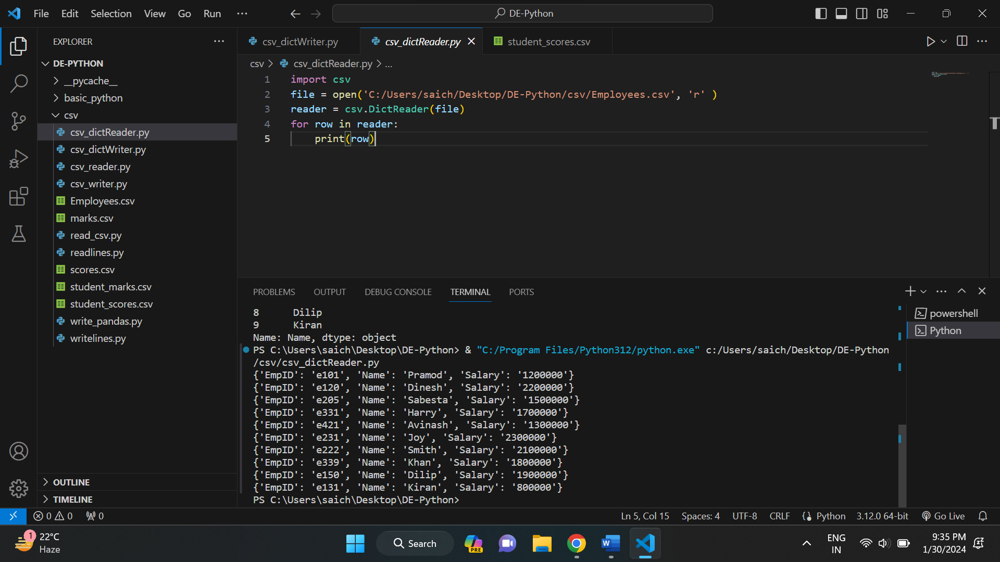 File Edit Selection View Go Run ···
DE-Python
EXPLORER
DE-PYTHON
__pycache__
basic_python
csv
csv_dictReader.py
csv_dictWriter.py
csv_reader.py
csv_writer.py
Employees.csv
marks.csv
read_csv.py
readlines.py
scores.csv
student_marks.csv
student_scores.csv
write_pandas.py
writelines.py
OUTLINE
TIMELINE
csv_dictWriter.py csv_dictReader.py student_scores.csv
csv > csv_dictReader.py > ...
1 import csv
2 file = open('C:/Users/saich/Desktop/DE-Python/csv/Employees.csv', 'r' )
3 reader = csv.DictReader(file)
4 for row in reader:
5     print(row)
PROBLEMS OUTPUT DEBUG CONSOLE TERMINAL PORTS
8      Dilip
9      Kiran
Name: Name, dtype: object
PS C:\Users\saich\Desktop\DE-Python> & "C:/Program Files/Python312/python.exe" c:/Users/saich/Desktop/DE-Python
/csv/csv_dictReader.py
{'EmpID': 'e101', 'Name': 'Pramod', 'Salary': '1200000'}
{'EmpID': 'e120', 'Name': 'Dinesh', 'Salary': '2200000'}
{'EmpID': 'e205', 'Name': 'Sabesta', 'Salary': '1500000'}
{'EmpID': 'e331', 'Name': 'Harry', 'Salary': '1700000'}
{'EmpID': 'e421', 'Name': 'Avinash', 'Salary': '1300000'}
{'EmpID': 'e231', 'Name': 'Joy', 'Salary': '2300000'}
{'EmpID': 'e222', 'Name': 'Smith', 'Salary': '2100000'}
{'EmpID': 'e339', 'Name': 'Khan', 'Salary': '1800000'}
{'EmpID': 'e150', 'Name': 'Dilip', 'Salary': '1900000'}
{'EmpID': 'e131', 'Name': 'Kiran', 'Salary': '800000'}
PS C:\Users\saich\Desktop\DE-Python>
powershell
Python
0 0 0
Ln 5, Col 15 Spaces: 4 UTF-8 CRLF Python 3.12.0 64-bit Go Live
1
22°C
Haze
Search
PRE
W
ENG
IN
9:35 PM
1/30/2024